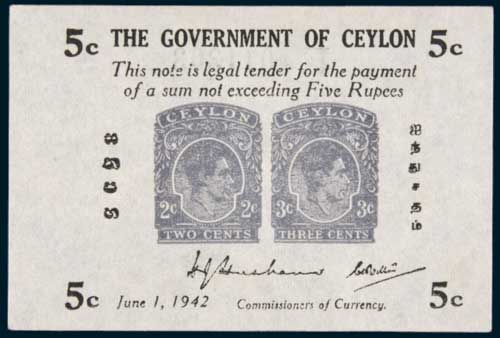 5c THE GOVERNMENT OF CEYLON 5c
This note is legal tender for the payment
of a sum not exceeding Five Rupees
ஐந்துசதம்
CEYLON
2c 2c
TWO CENTS
CEYLON
3c 3c
THREE CENTS
5c June 1, 1942 Commissioners of Currency. 5c